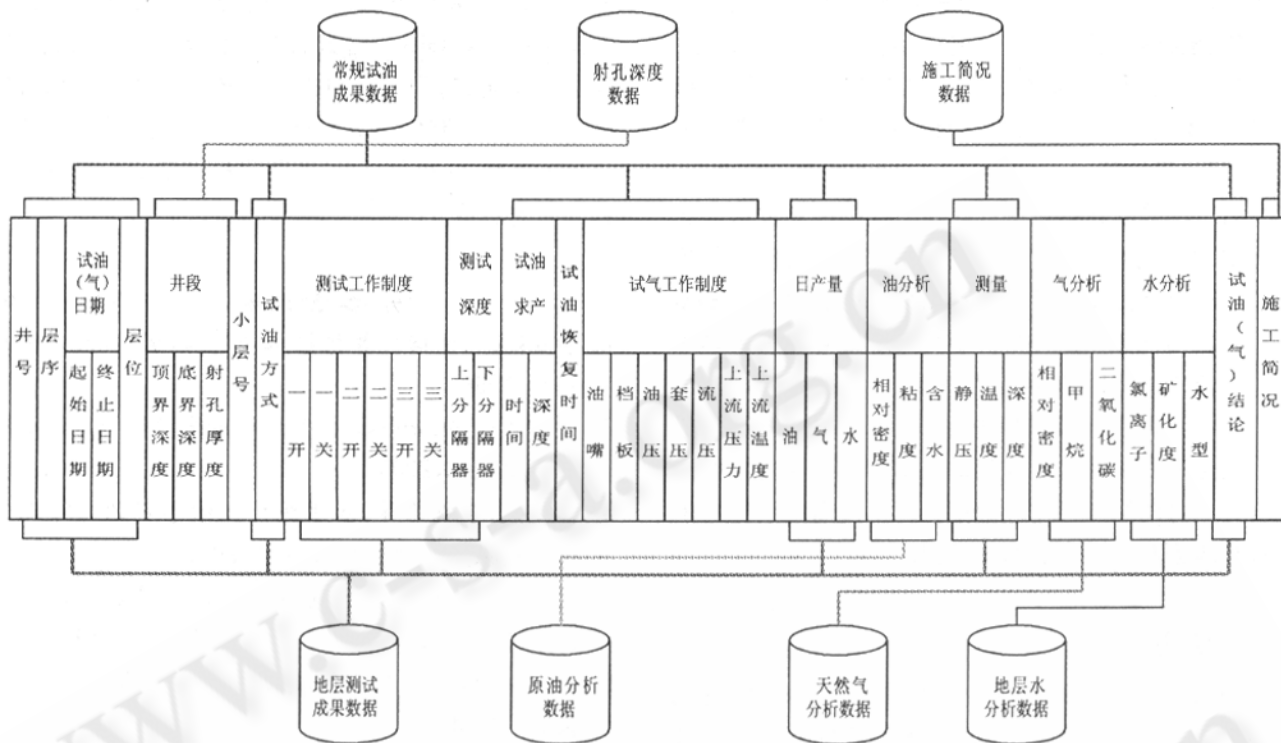 常规试油
成果数据
射孔深度
数据
施工简况
数据
井号
层序
试油
(气)
日期
起始日期
终止日期
层位
井段
顶界深度
底界深度
射孔厚度
小层号
试油方式
测试工作制度
一开
一关
二开
二关
三开
三关
测试
深度
上分隔器
下分隔器
试油
求产
时间
深度
试油恢复时间
试气工作制度
油嘴
档板
油压
套压
流压
上流压力
上流温度
日产量
油
气
水
油分析
相对密度
粘度
含水
测量
静压
温度
深度
气分析
相对密度
甲烷
二氧化碳
水分析
氯离子
矿化度
水型
试油(气)结论
施工简况
地层测试
成果数据
原油分析
数据
天然气
分析数据
地层水
分析数据
www.c-s-a.org.cn